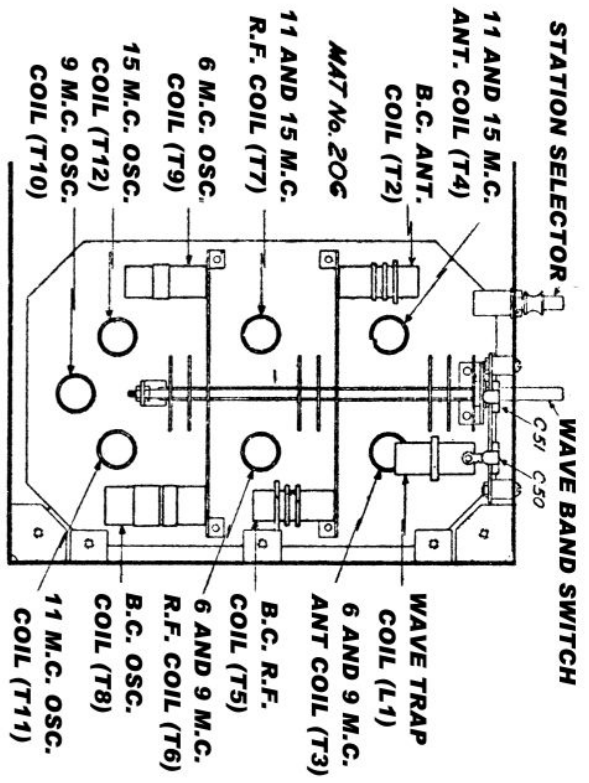 STATION SELECTOR
WAVE BAND SWITCH
C51 C50
11 AND 15 M.C.
ANT. COIL (T4)
B.C. ANT.
COIL (T2)
MAT No. 206
11 AND 15 M.C.
R.F. COIL (T7)
6 M.C. OSC.
COIL (T9)
15 M.C. OSC.
COIL (T12)
9 M.C. OSC.
COIL (T10)
WAVE TRAP
COIL (L1)
6 AND 9 M.C.
ANT COIL (T3)
B.C. R.F.
COIL (T5)
6 AND 9 M.C.
R.F. COIL (T6)
B.C. OSC.
COIL (T8)
11 M.C. OSC.
COIL (T11)